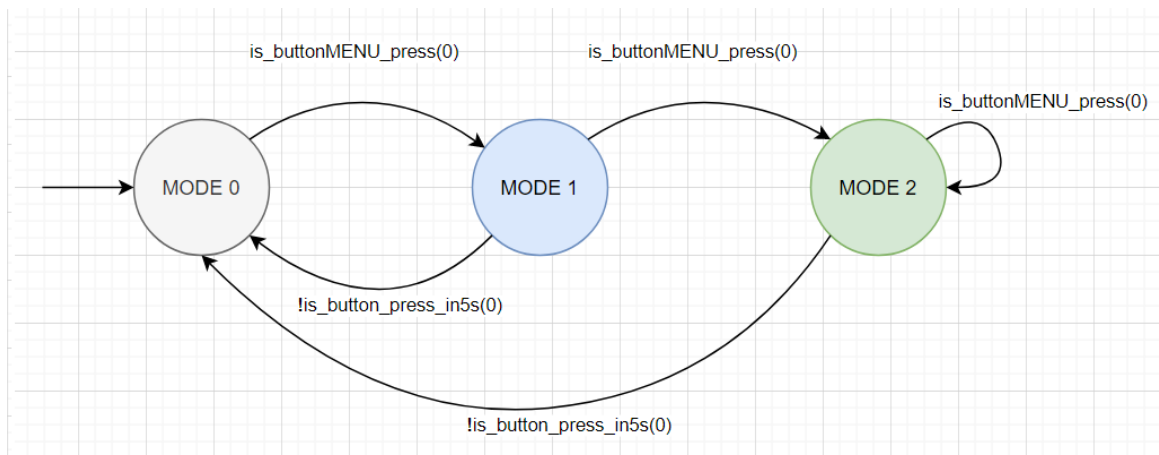 is_buttonMENU_press(0)
is_buttonMENU_press(0)
is_buttonMENU_press(0)
MODE 0
MODE 1
MODE 2
!is_button_press_in5s(0)
!is_button_press_in5s(0)